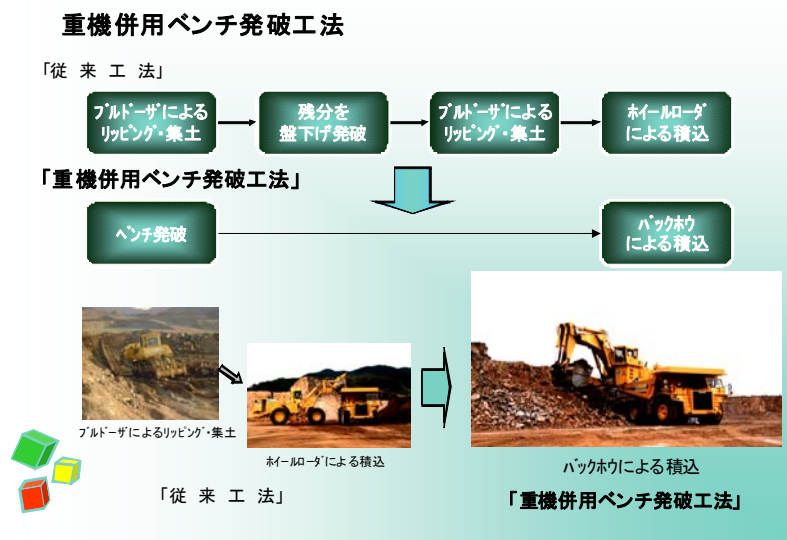 重機併用ベンチ発破工法
「従 来 工 法」
ﾌﾞﾙﾄﾞｰｻﾞによる
ﾘｯﾋﾟﾝｸﾞ・集土
残分を
盤下げ発破
ﾌﾞﾙﾄﾞｰｻﾞによる
ﾘｯﾋﾟﾝｸﾞ・集土
ﾎｲｰﾙﾛｰﾀﾞ
による積込
「重機併用ベンチ発破工法」
ﾍﾞﾝﾁ発破
ﾊﾞｯｸﾎｳ
による積込
ﾌﾞﾙﾄﾞｰｻﾞによるﾘｯﾋﾟﾝｸﾞ・集土
ﾎｲｰﾙﾛｰﾀﾞによる積込
ﾊﾞｯｸﾎｳによる積込
「従 来 工 法」
「重機併用ベンチ発破工法」